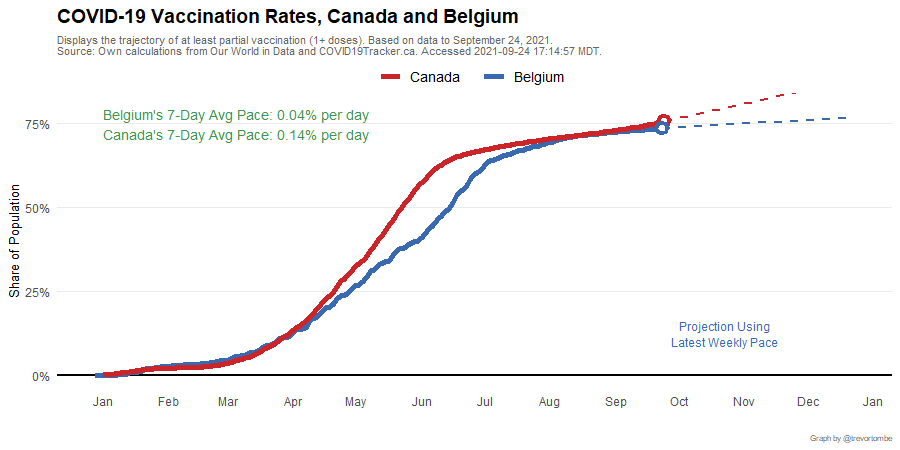 COVID-19 Vaccination Rates, Canada and Belgium
Displays the trajectory of at least partial vaccination (1+ doses). Based on data to September 24, 2021.
Source: Own calculations from Our World in Data and COVID19Tracker.ca. Accessed 2021-09-24 17:14:57 MDT.
Canada Belgium
Belgium's 7-Day Avg Pace: 0.04% per day
Canada's 7-Day Avg Pace: 0.14% per day
75%
50%
25%
0%
Share of Population
Projection Using
Latest Weekly Pace
Jan Feb Mar Apr May Jun Jul Aug Sep Oct Nov Dec Jan
Graph by @trevortombe